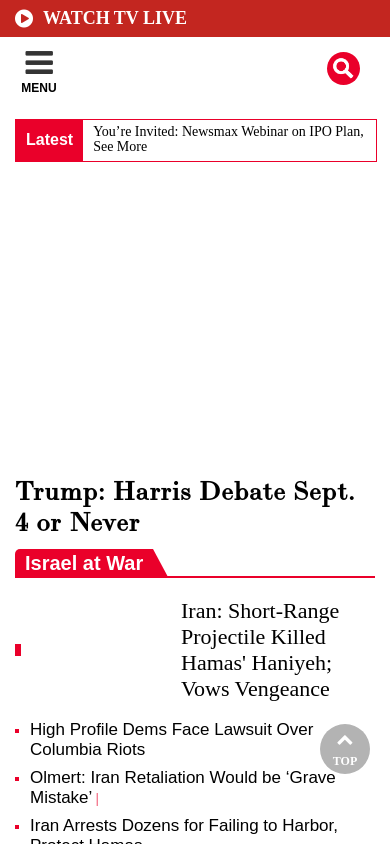 WATCH TV LIVE
MENU
Latest
You’re Invited: Newsmax Webinar on IPO Plan,
See More
Trump: Harris Debate Sept.
4 or Never
Israel at War
Iran: Short-Range
Projectile Killed
Hamas' Haniyeh;
Vows Vengeance
High Profile Dems Face Lawsuit Over
Columbia Riots
Olmert: Iran Retaliation Would be ‘Grave
Mistake’ |
TOP
Iran Arrests Dozens for Failing to Harbor,
Protect Hamas